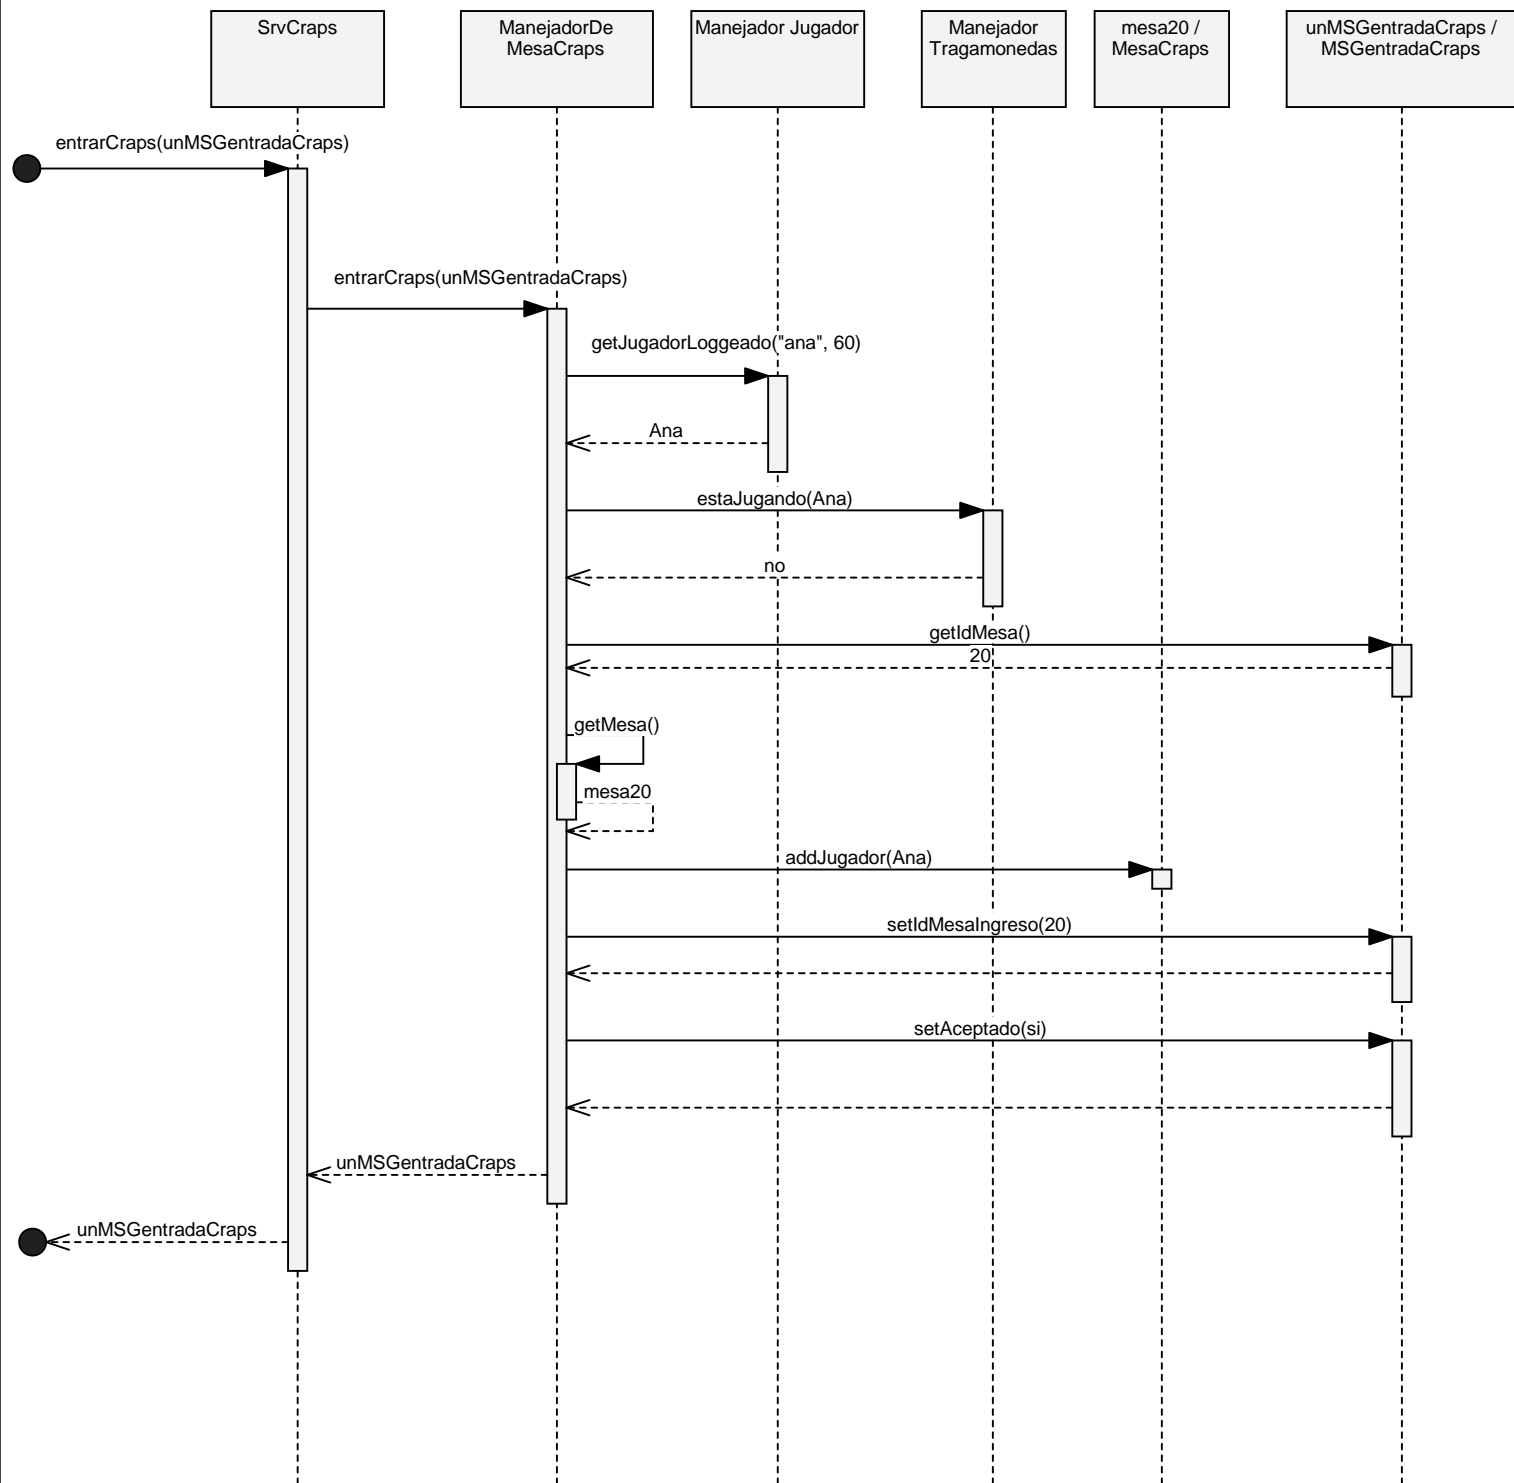 SrvCraps
ManejadorDe
MesaCraps
Manejador Jugador
Manejador
Tragamonedas
mesa20 /
MesaCraps
unMSGentradaCraps /
MSGentradaCraps
entrarCraps(unMSGentradaCraps)
entrarCraps(unMSGentradaCraps)
getJugadorLoggeado("ana", 60)
Ana
estaJugando(Ana)
no
getIdMesa()
20
getMesa()
mesa20
addJugador(Ana)
setIdMesaIngreso(20)
setAceptado(si)
unMSGentradaCraps
unMSGentradaCraps